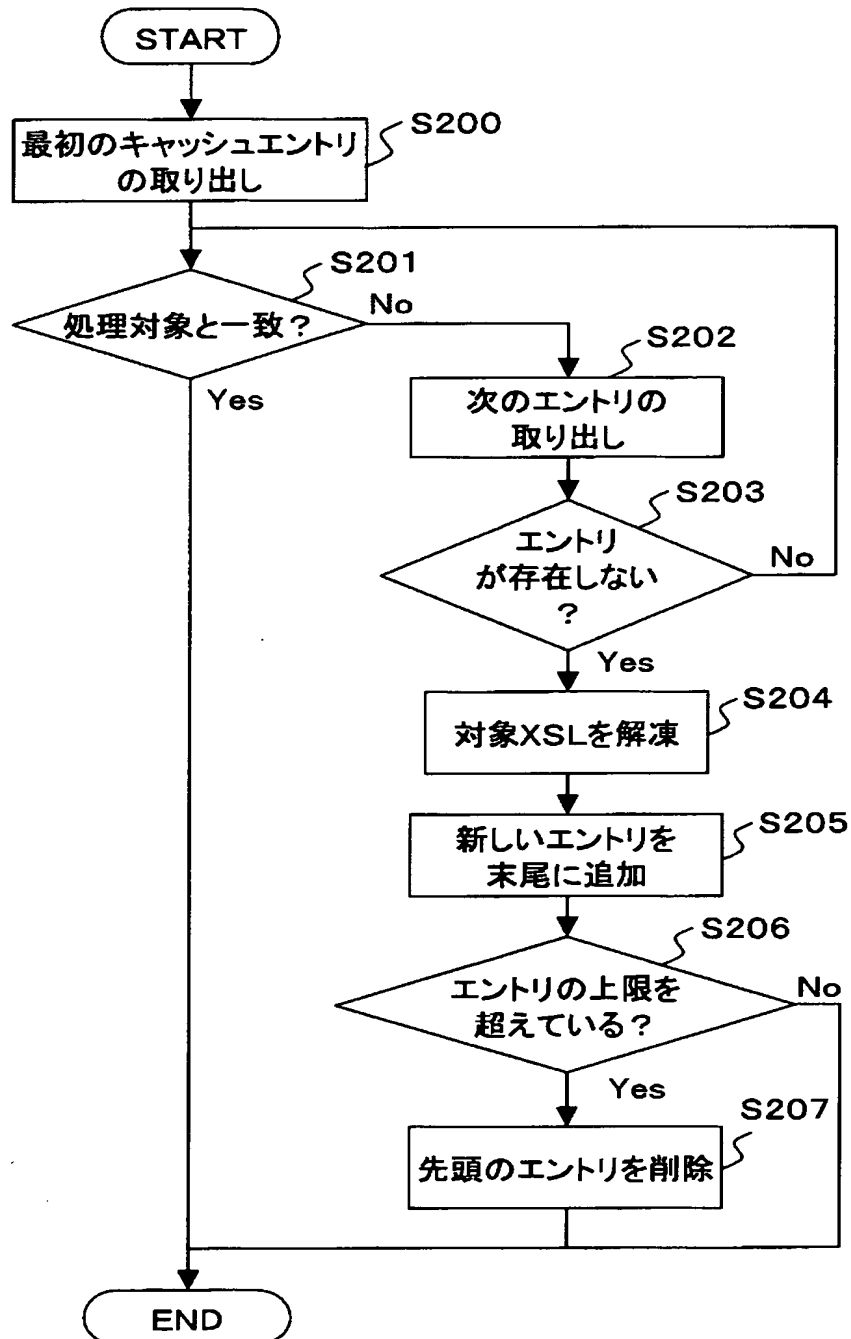 START
S200
最初のキャッシュエントリ
の取り出し
S201
処理対象と一致?
No
Yes
S202
次のエントリの
取り出し
S203
エントリ
が存在しない
?
No
Yes
S204
対象XSLを解凍
S205
新しいエントリを
末尾に追加
S206
エントリの上限を
超えている?
No
Yes
S207
先頭のエントリを削除
END